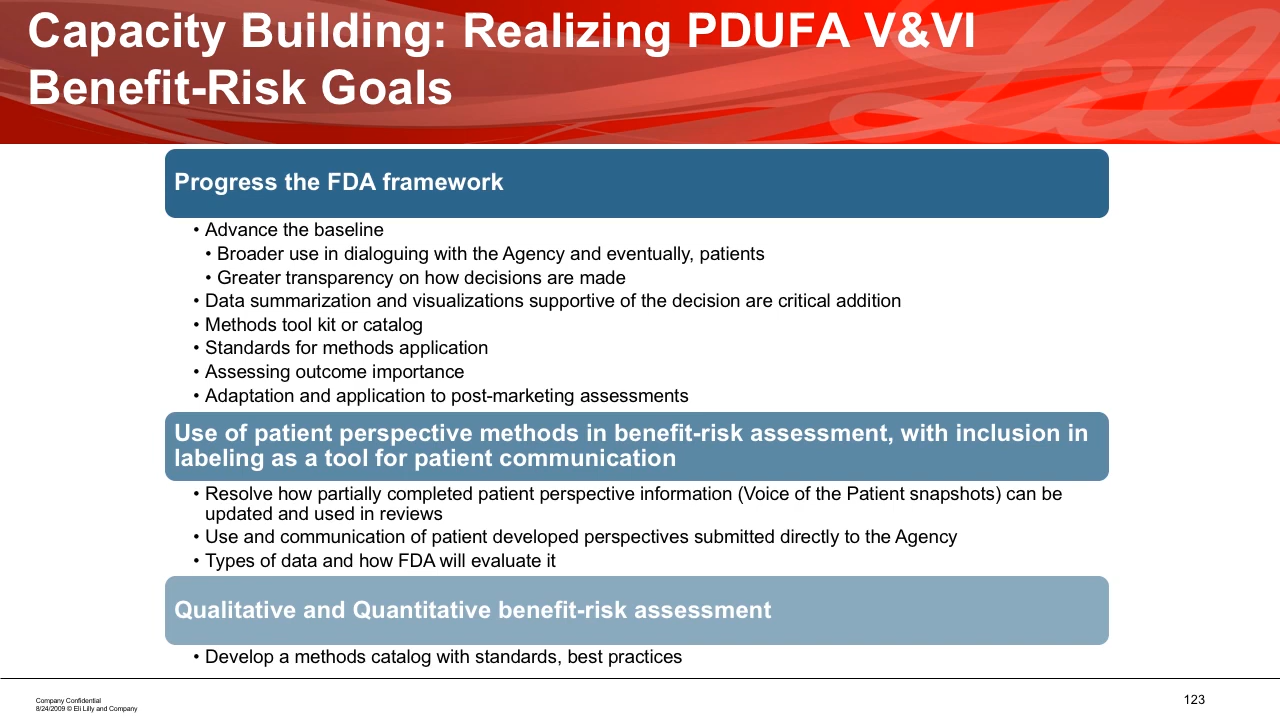 Capacity Building: Realizing PDUFA V&VI
Benefit-Risk Goals
Lill
Progress the FDA framework
• Advance the baseline
• Broader use in dialoguing with the Agency and eventually, patients
• Greater transparency on how decisions are made
• Data summarization and visualizations supportive of the decision are critical addition
• Methods tool kit or catalog
• Standards for methods application
• Assessing outcome importance
• Adaptation and application to post-marketing assessments
Use of patient perspective methods in benefit-risk assessment, with inclusion in
labeling as a tool for patient communication
• Resolve how partially completed patient perspective information (Voice of the Patient snapshots) can be
updated and used in reviews
• Use and communication of patient developed perspectives submitted directly to the Agency
• Types of data and how FDA will evaluate it
Qualitative and Quantitative benefit-risk assessment
• Develop a methods catalog with standards, best practices
Company Confidential
8/24/2009 © Eli Lilly and Company
123